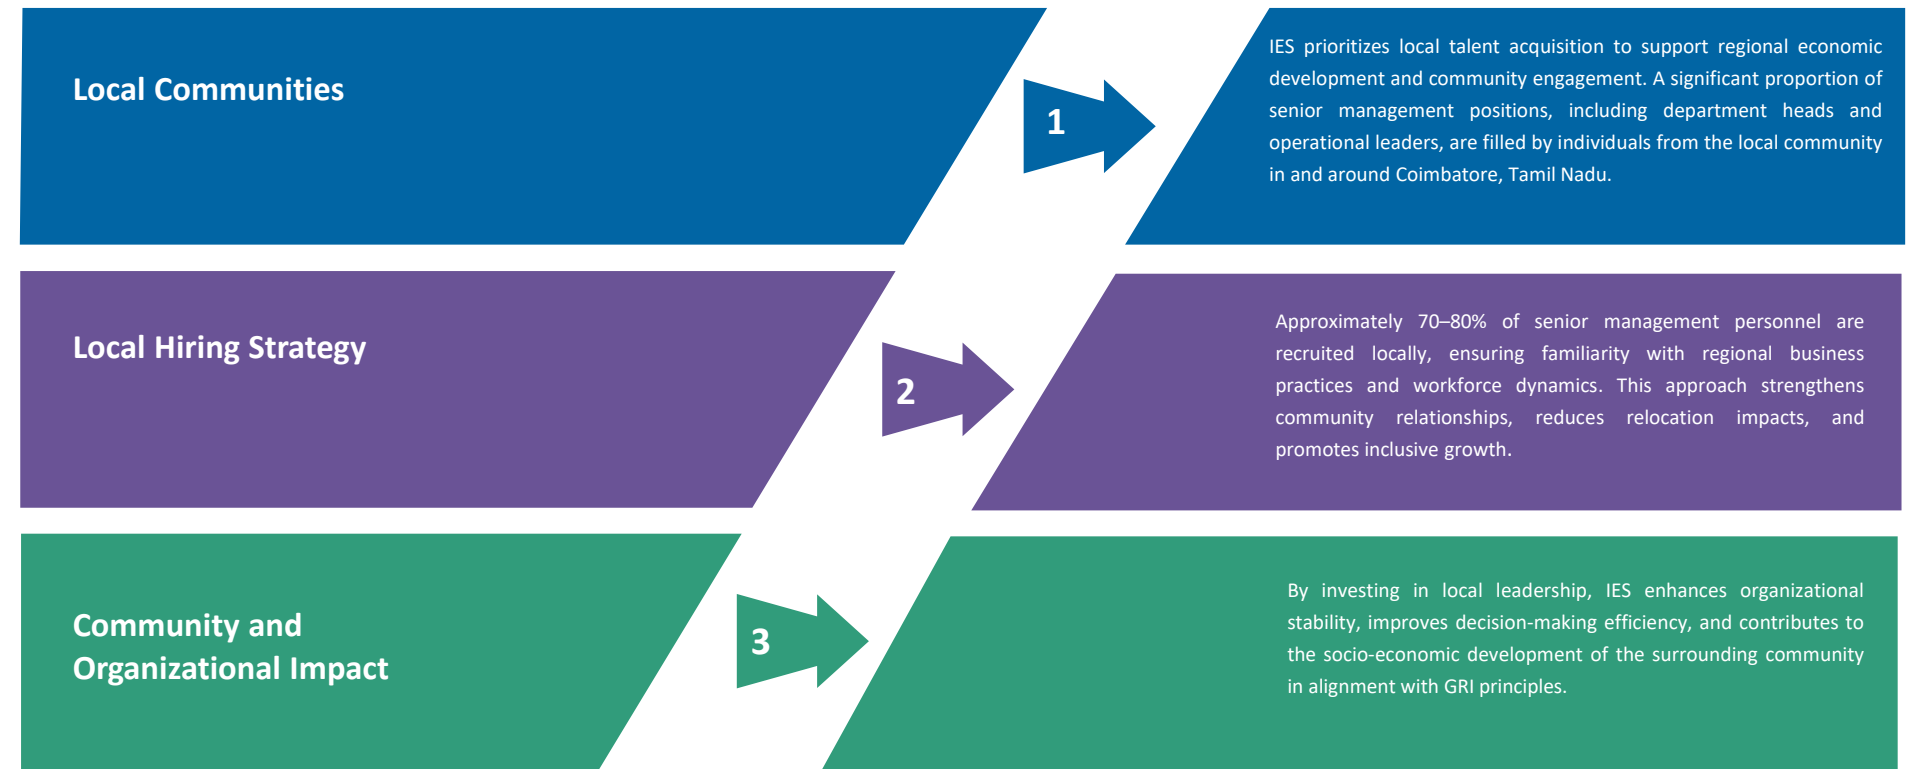 Local Communities
1
IES prioritizes local talent acquisition to support regional economic
development and community engagement. A significant proportion of
senior management positions, including department heads and
operational leaders, are filled by individuals from the local community
in and around Coimbatore, Tamil Nadu.
Local Hiring Strategy
2
Approximately 70–80% of senior management personnel are
recruited locally, ensuring familiarity with regional business
practices and workforce dynamics. This approach strengthens
community relationships, reduces relocation impacts, and
promotes inclusive growth.
Community and
Organizational Impact
3
By investing in local leadership, IES enhances organizational
stability, improves decision-making efficiency, and contributes to
the socio-economic development of the surrounding community
in alignment with GRI principles.